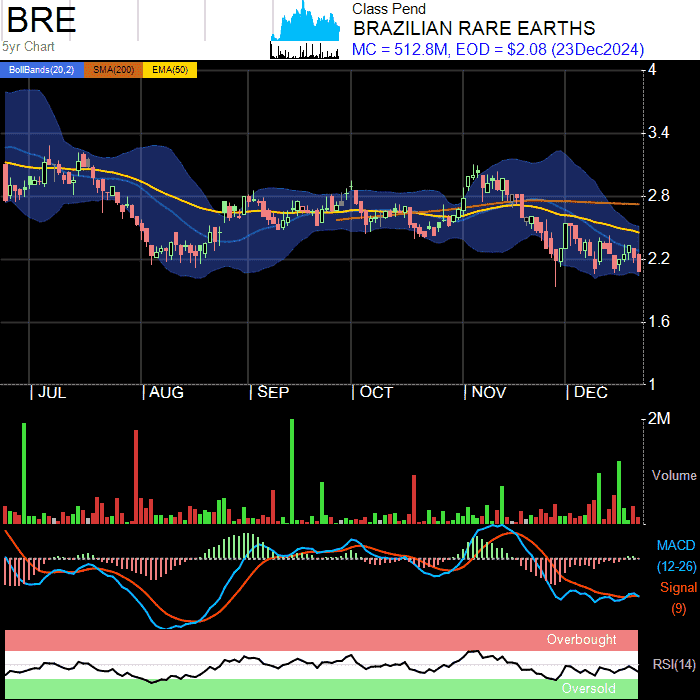 BRE
5yr Chart
Class Pend
BRAZILIAN RARE EARTHS
MC = 512.8M, EOD = $2.08 (23Dec2024)
BollBands(20,2) SMA(200) EMA(50)
4
3.4
2.8
2.2
1.6
1
JUL AUG SEP OCT NOV DEC
2M
Volume
MACD
(12-26)
Signal
(9)
Overbought
RSI(14)
Oversold